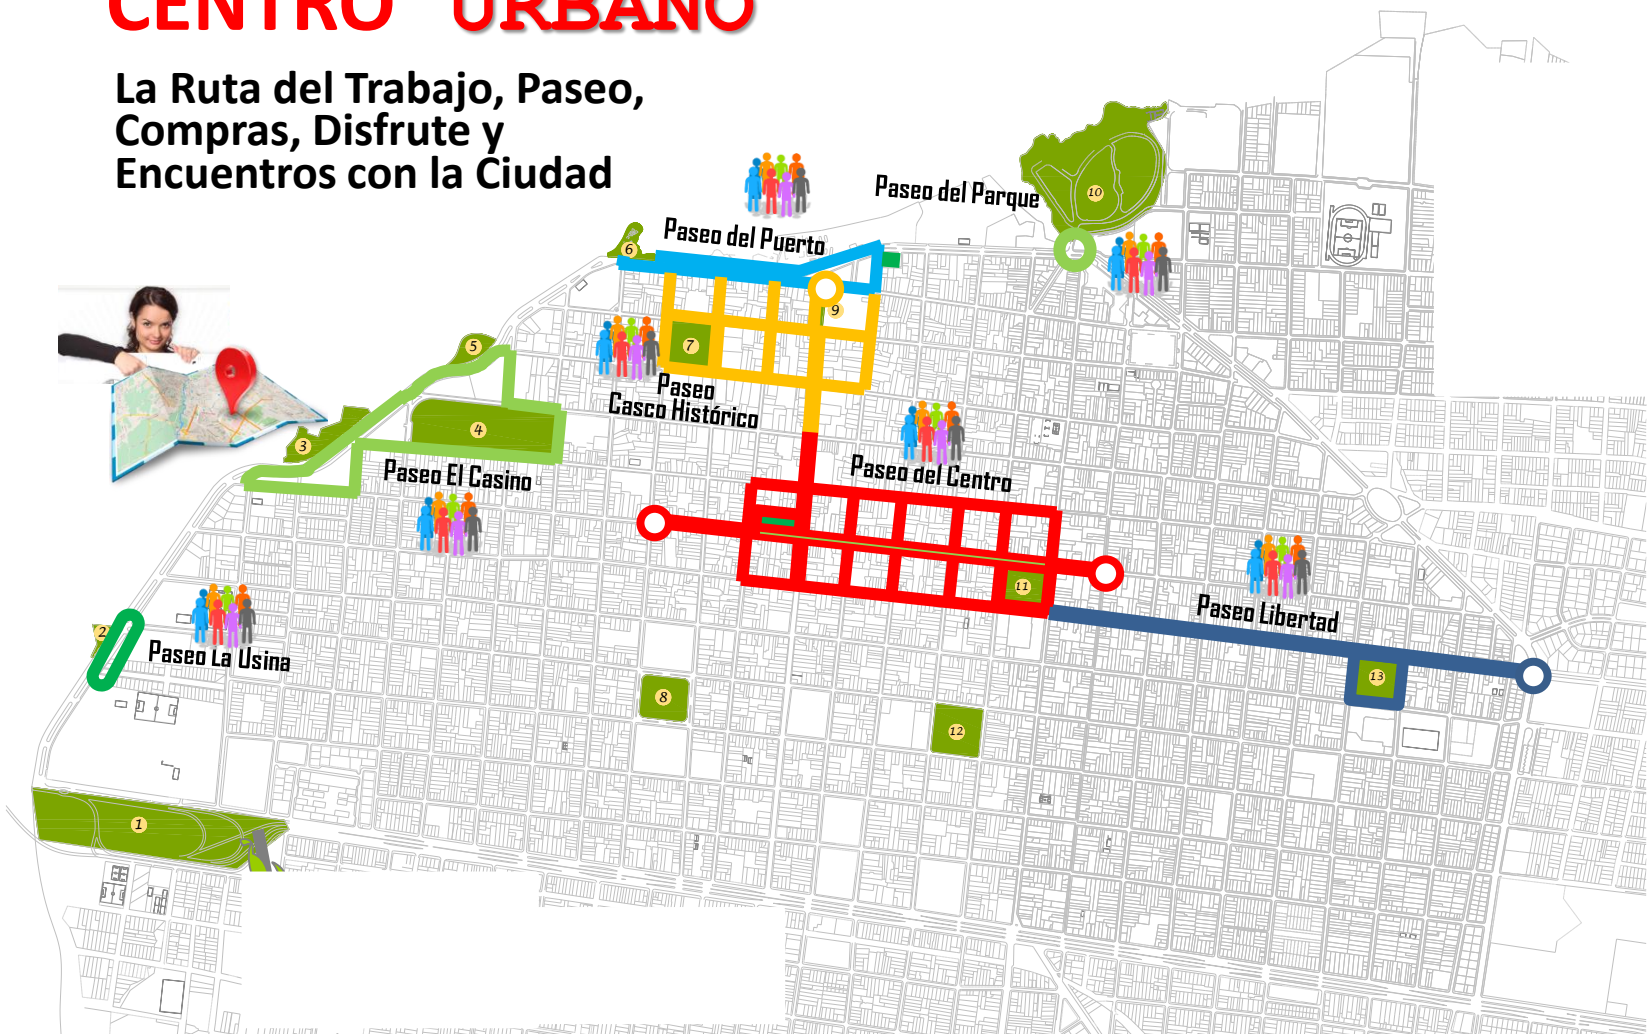 CENTRO URBANO
La Ruta del Trabajo, Paseo,
Compras, Disfrute y
Encuentros con la Ciudad
Paseo del Parque
10
Paseo del Puerto
6
9
5
7
Paseo
Casco Histórico
4
3
Paseo El Casino
Paseo del Centro
11
Paseo Libertad
2
Paseo La Usina
13
8
12
1